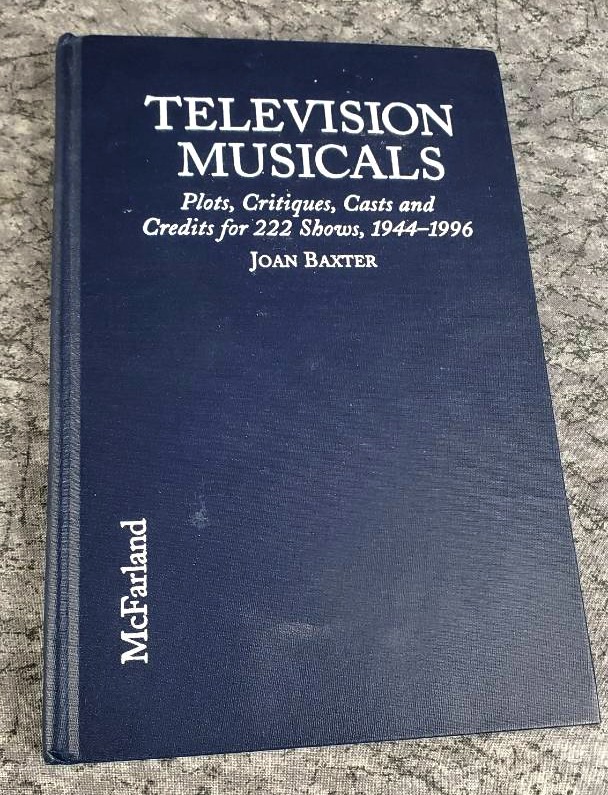 TELEVISION
MUSICALS
Plots, Critiques, Casts and
Credits for 222 Shows, 1944–1996
JOAN BAXTER
McFarland